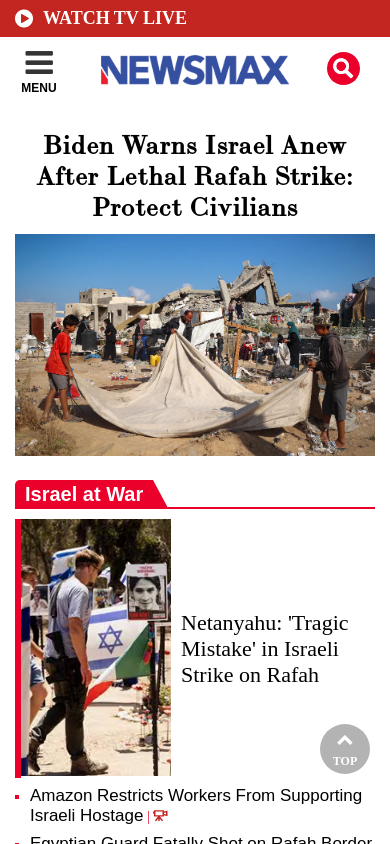 WATCH TV LIVE
MENU
NEWSMAX
Biden Warns Israel Anew
After Lethal Rafah Strike:
Protect Civilians
Israel at War
Netanyahu: 'Tragic
Mistake' in Israeli
Strike on Rafah
TOP
Amazon Restricts Workers From Supporting
Israeli Hostage |
Egyptian Guard Fatally Shot on Rafah Border